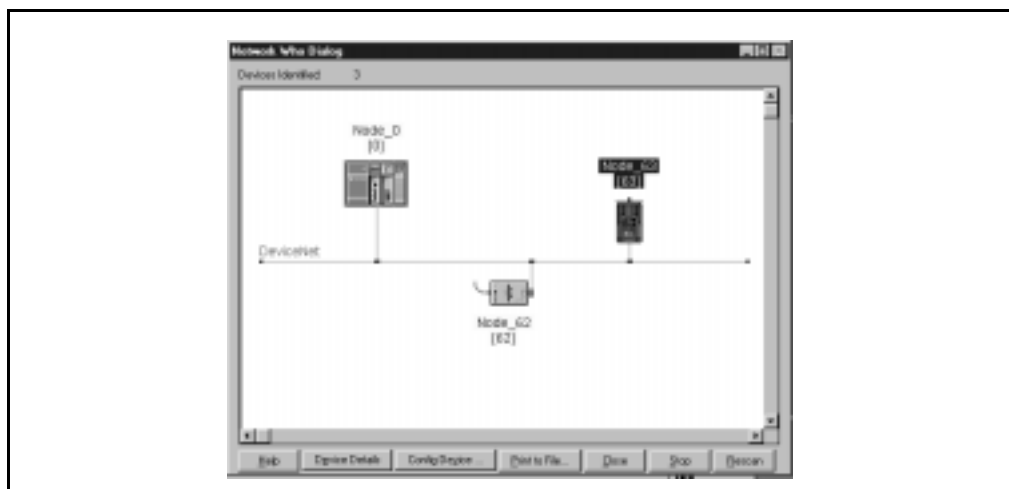 Network Who Dialog
Devices Identified 3
Node_0
[0]
Node_63
[63]
DeviceNet
Node_62
[62]
Help
Device Details
Config Device ...
Print to File...
Close
Stop
Rescan